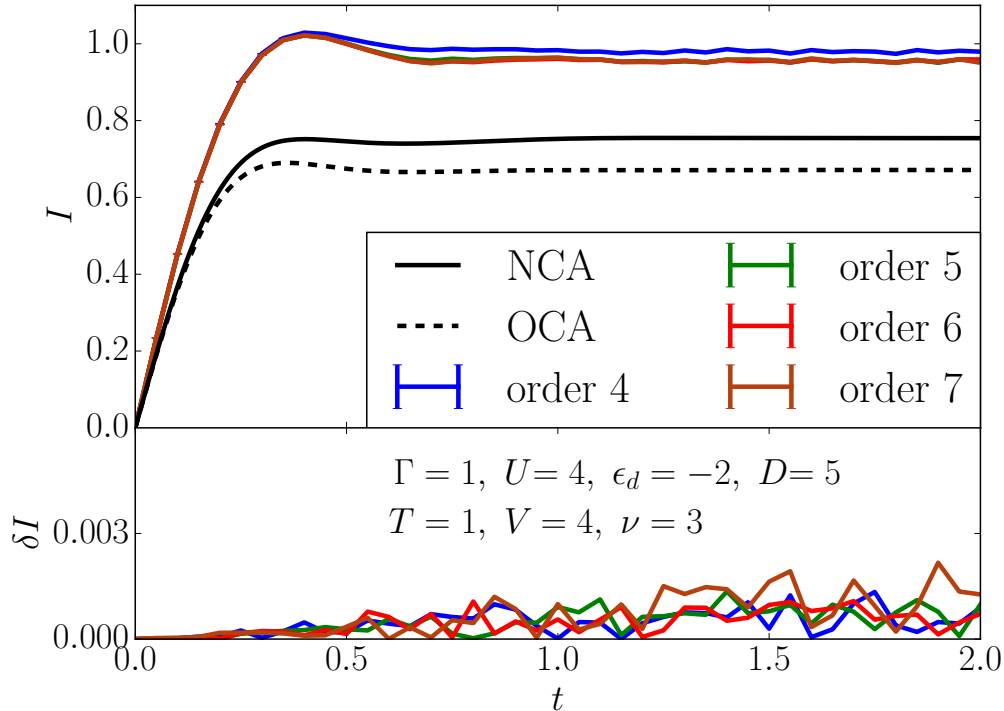 1.0
0.8
0.6
0.4
0.2
0.0
I
NCA
OCA
order 4
order 5
order 6
order 7
Γ = 1, U = 4, ϵ_d = −2, D = 5
T = 1, V = 4, ν = 3
0.003
0.000
δI
0.0 0.5 1.0 1.5 2.0
t